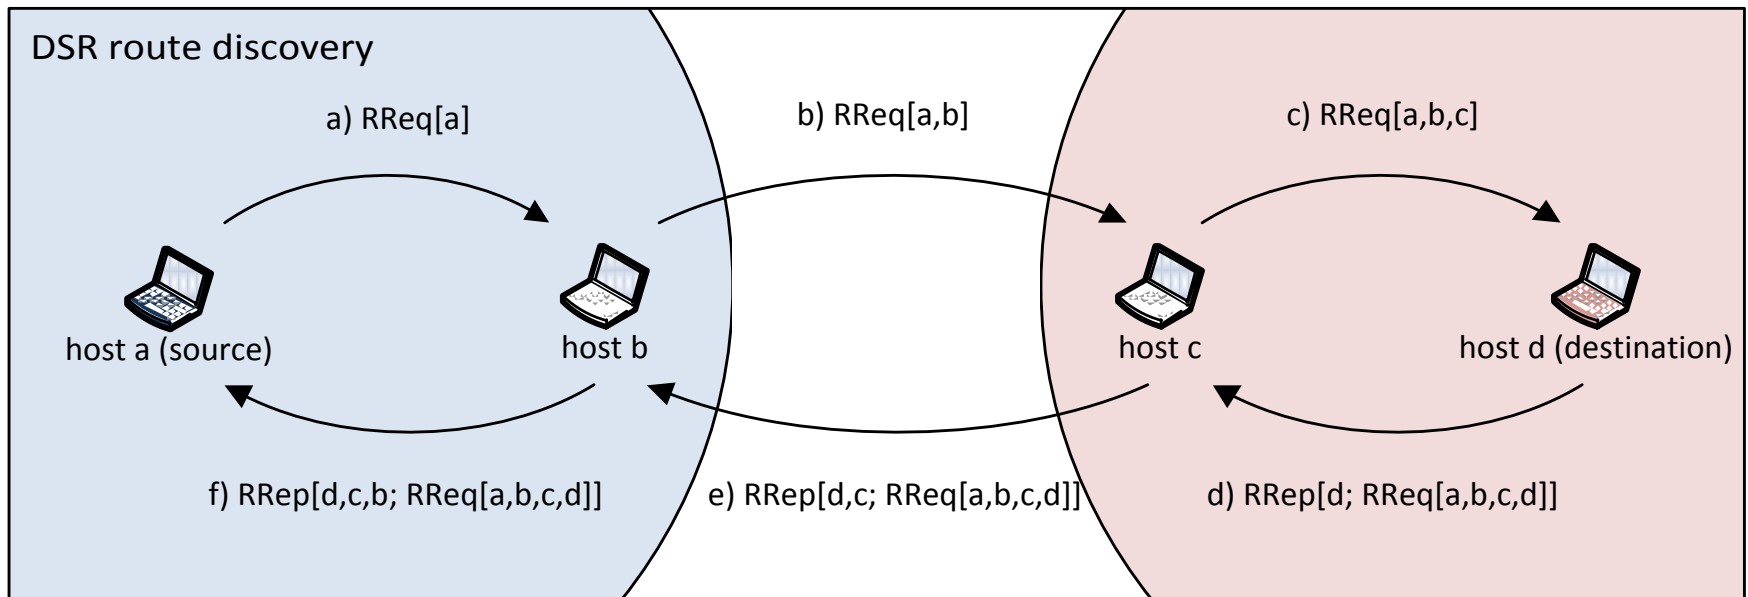 DSR route discovery
a) RReq[a]
b) RReq[a,b]
c) RReq[a,b,c]
host a (source)
host b
host c
host d (destination)
f) RRep[d,c,b; RReq[a,b,c,d]]
e) RRep[d,c; RReq[a,b,c,d]]
d) RRep[d; RReq[a,b,c,d]]